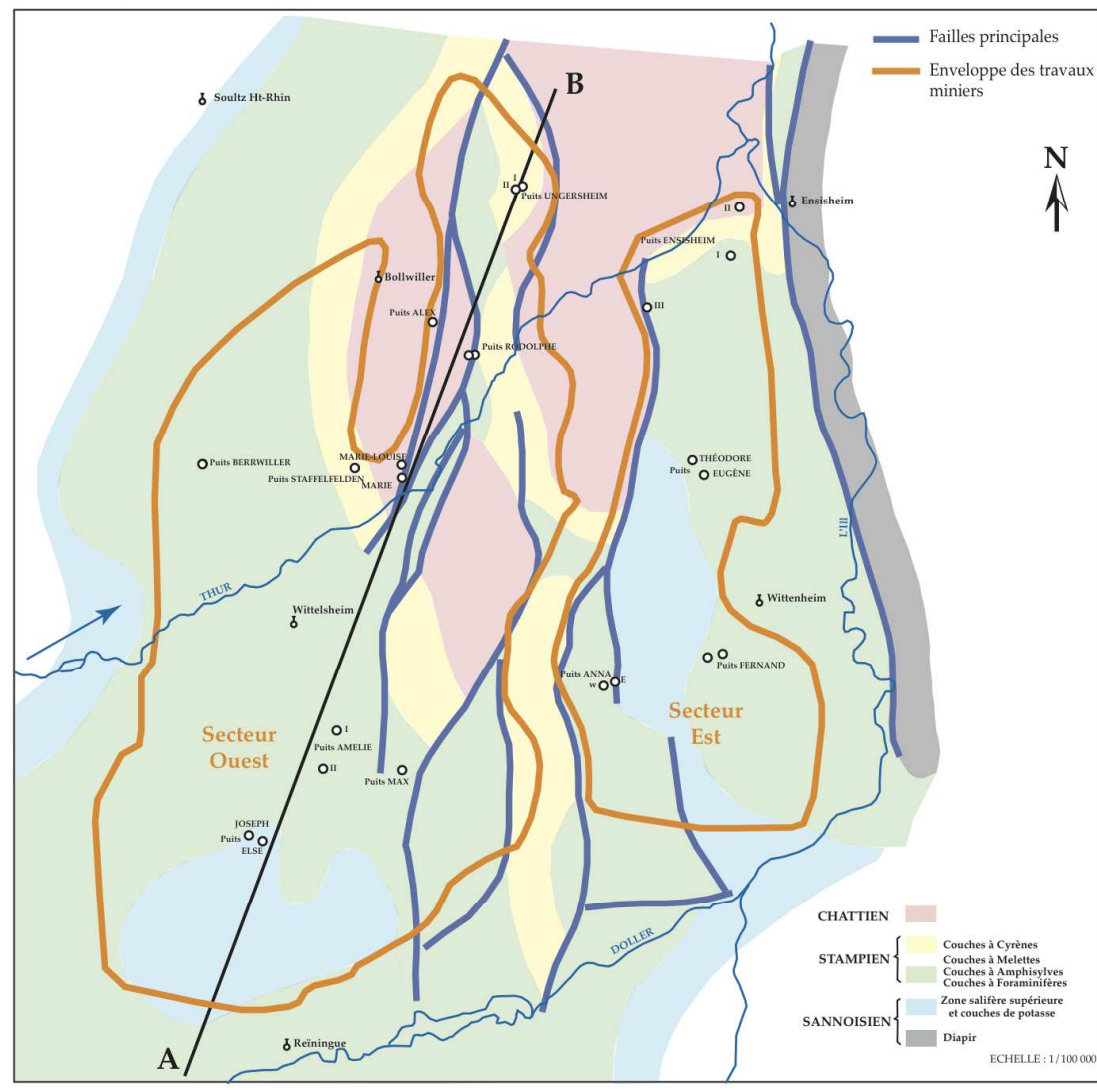 Failles principales
Enveloppe des travaux
miniers
B
N
Soultz Ht-Rhin
I
II
Puits UNGERSHEIM
Ensisheim
II
Puits ENSISHEIM
I
Bollwiller
III
Puits ALEX
Puits RODOLPHE
MARIE-LOUISE
Puits BERRWILLER
Puits STAFFELFELDEN
MARIE
THÉODORE
Puits
EUGÈNE
L'Ill
THUR
Wittelsheim
Wittenheim
Puits FERNAND
Puits ANNA
W
E
Secteur
Ouest
Secteur
Est
I
Puits AMELIE
II
Puits MAX
JOSEPH
Puits
ELSE
DOLLER
Reïningue
A
CHATTIEN
STAMPIEN
Couches à Cyrènes
Couches à Melettes
Couches à Amphisylves
Couches à Foraminifères
SANNOISIEN
Zone salifère supérieure
et couches de potasse
Diapir
ECHELLE : 1/100 000